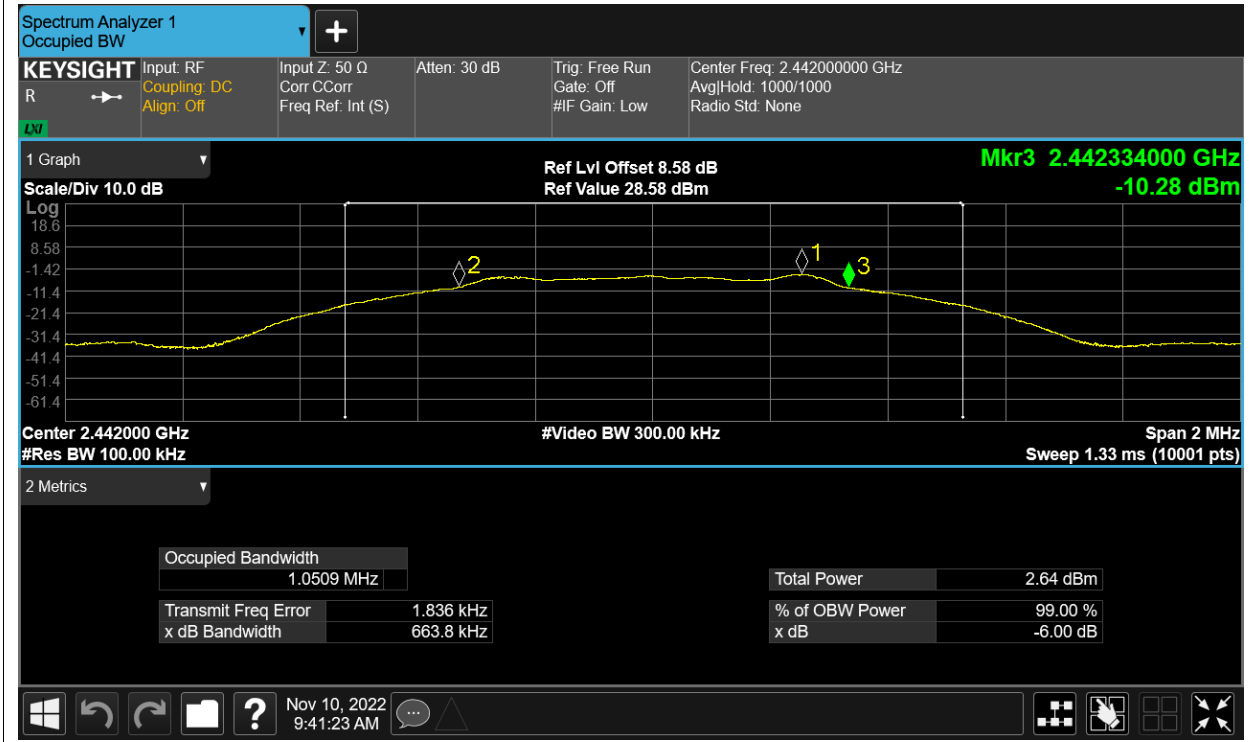 Spectrum Analyzer 1
Occupied BW
+
KEYSIGHT
R
LXI
Input: RF
Coupling: DC
Align: Off
Input Z: 50 Ω
Corr CCorr
Freq Ref: Int (S)
Atten: 30 dB
Trig: Free Run
Gate: Off
#IF Gain: Low
Center Freq: 2.442000000 GHz
Avg|Hold: 1000/1000
Radio Std: None
1 Graph
Scale/Div 10.0 dB
Ref Lvl Offset 8.58 dB
Ref Value 28.58 dBm
Mkr3 2.442334000 GHz
-10.28 dBm
Log
18.6
8.58
-1.42
-11.4
-21.4
-31.4
-41.4
-51.4
-61.4
2
1
3
Center 2.442000 GHz
#Res BW 100.00 kHz
#Video BW 300.00 kHz
Span 2 MHz
Sweep 1.33 ms (10001 pts)
2 Metrics
Occupied Bandwidth
1.0509 MHz
Transmit Freq Error 1.836 kHz
x dB Bandwidth 663.8 kHz
Total Power 2.64 dBm
% of OBW Power 99.00 %
x dB -6.00 dB
?
Nov 10, 2022
9:41:23 AM